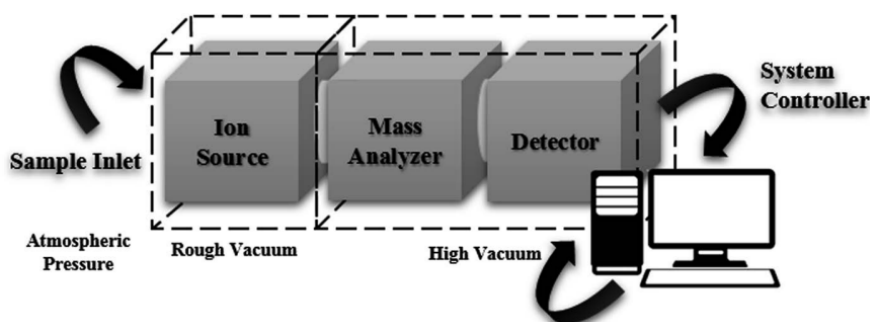 Sample Inlet
Ion
Source
Mass
Analyzer
Detector
System
Controller
Atmospheric
Pressure
Rough Vacuum
High Vacuum